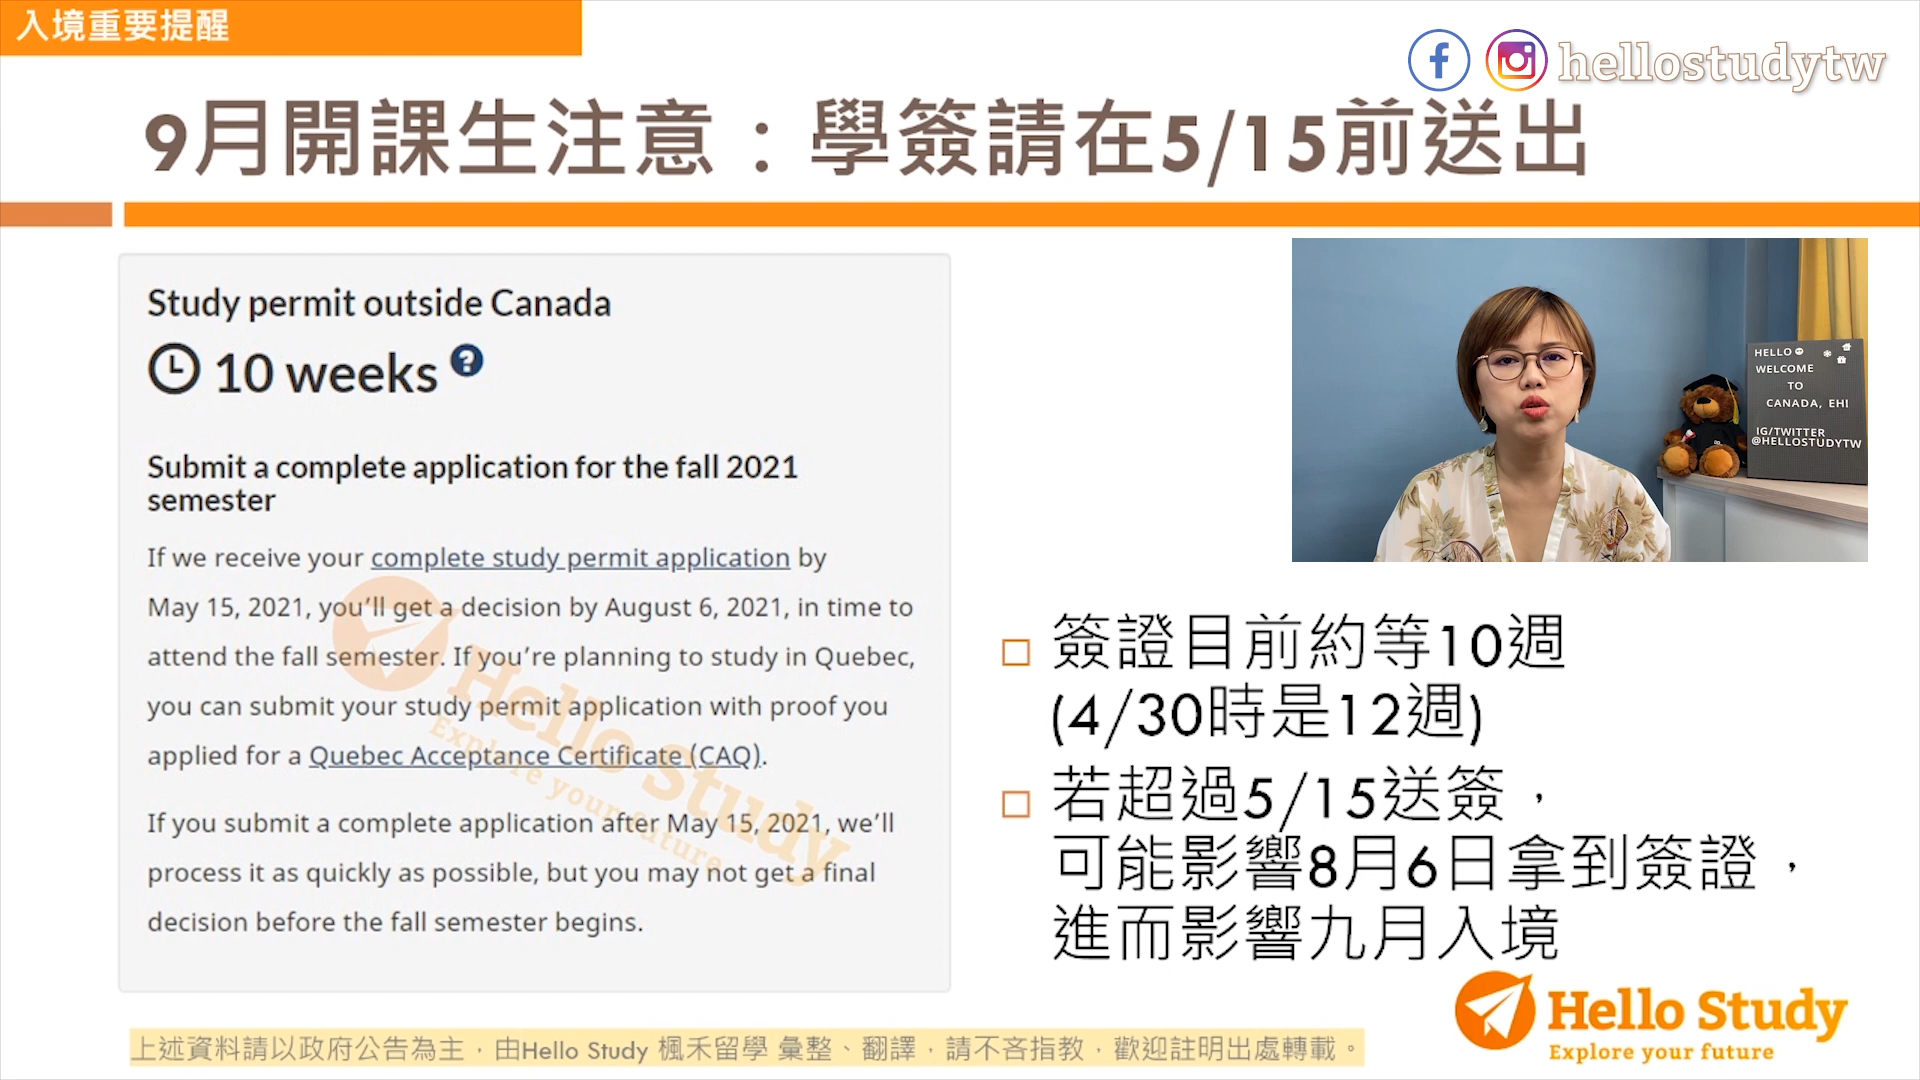 入境重要提醒
hellostudytw
9月開課生注意：學簽請在5/15前送出
Study permit outside Canada
10 weeks ?
Submit a complete application for the fall 2021
semester
If we receive your complete study permit application by
May 15, 2021, you'll get a decision by August 6, 2021, in time to
attend the fall semester. If you're planning to study in Quebec,
you can submit your study permit application with proof you
applied for a Quebec Acceptance Certificate (CAQ).
If you submit a complete application after May 15, 2021, we'll
process it as quickly as possible, but you may not get a final
decision before the fall semester begins.
Hello Study
Explore your future
HELLO
WELCOME
TO
CANADA, EH!
IG/TWITTER
@HELLOSTUDYTW
簽證目前約等10週
(4/30時是12週)
若超過5/15送簽，
可能影響8月6日拿到簽證，
進而影響九月入境
Hello Study
Explore your future
上述資料請以政府公告為主，由Hello Study 楓禾留學 彙整、翻譯，請不吝指教，歡迎註明出處轉載。